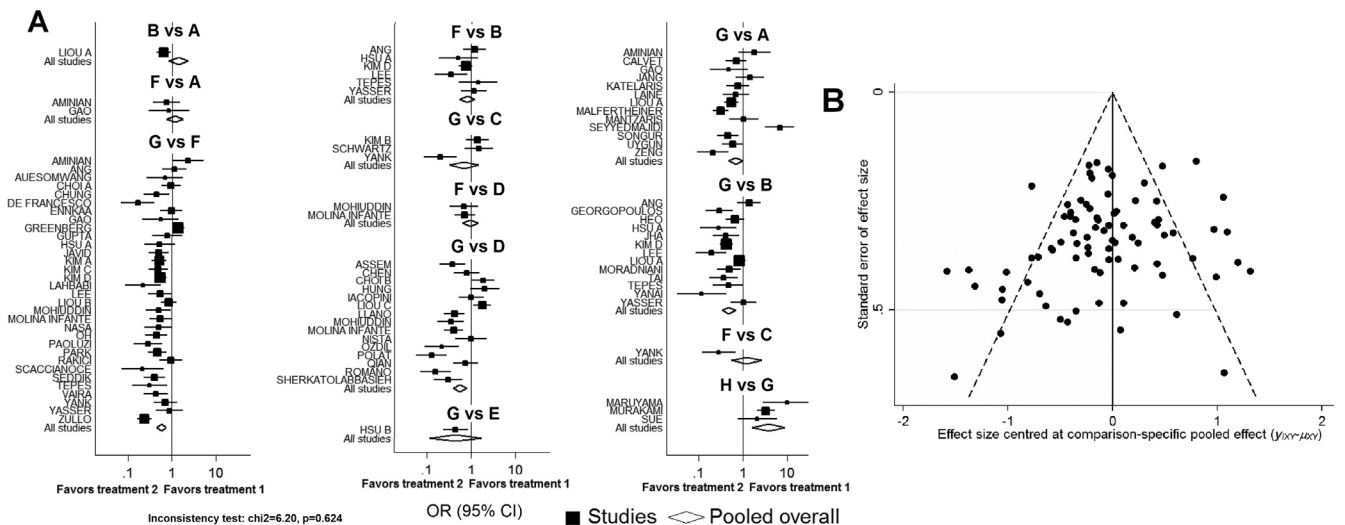 A
B vs A
LIOU A
All studies
F vs A
AMINIAN
GAO
All studies
G vs F
AMINIAN
ANG
AUESOMWANG
CHOI A
CHUNG
DE FRANCESCO
ENNKAA
GAO
GREENBERG
GUPTA
HSU A
JAVID
KIM A
KIM C
KIM D
LAHBABI
LEE
LIOU B
MOHIUDDIN
MOLINA INFANTE
NASA
OH
PAOLUZI
PARK
RAKICI
SCACCIANOCE
SEDDIK
TEPES
VAIRA
YANK
YASSER
ZULLO
All studies
.1 1 10
Favors treatment 2 Favors treatment 1
Inconsistency test: chi2=6.20, p=0.624
F vs B
ANG
HSU A
KIM D
LEE
TEPES
YASSER
All studies
G vs C
KIM B
SCHWARTZ
YANK
All studies
F vs D
MOHIUDDIN
MOLINA INFANTE
All studies
G vs D
ASSEM
CHEN
CHOI B
HUNG
IACOPINI
LIOU C
LLANO
MOHIUDDIN
MOLINA INFANTE
NISTA
OZDIL
POLAT
QIAN
ROMANO
SHERKATOLABBASIEH
All studies
G vs E
HSU B
All studies
.1 1 10
Favors treatment 2 Favors treatment 1
OR (95% CI)
G vs A
AMINIAN
CALVET
GAO
JANG
KATELARIS
LAINE
LIOU A
MALFERTHEINER
MANTZARIS
SEYYEDMAJIDI
SONGUR
UYGUN
ZENG
All studies
G vs B
ANG
GEORGOPOULOS
HEO
HSU A
JHA
KIM D
LEE
LIOU A
MORADNIANI
TAI
TEPES
YANAI
YASSER
All studies
F vs C
YANK
All studies
H vs G
MARUYAMA
MURAKAMI
SUE
All studies
.1 1 10
Favors treatment 2 Favors treatment 1
Studies Pooled overall
B
Standard error of effect size
0
.5
-2 -1 0 1 2
Effect size centred at comparison-specific pooled effect (yiXY-μXY)